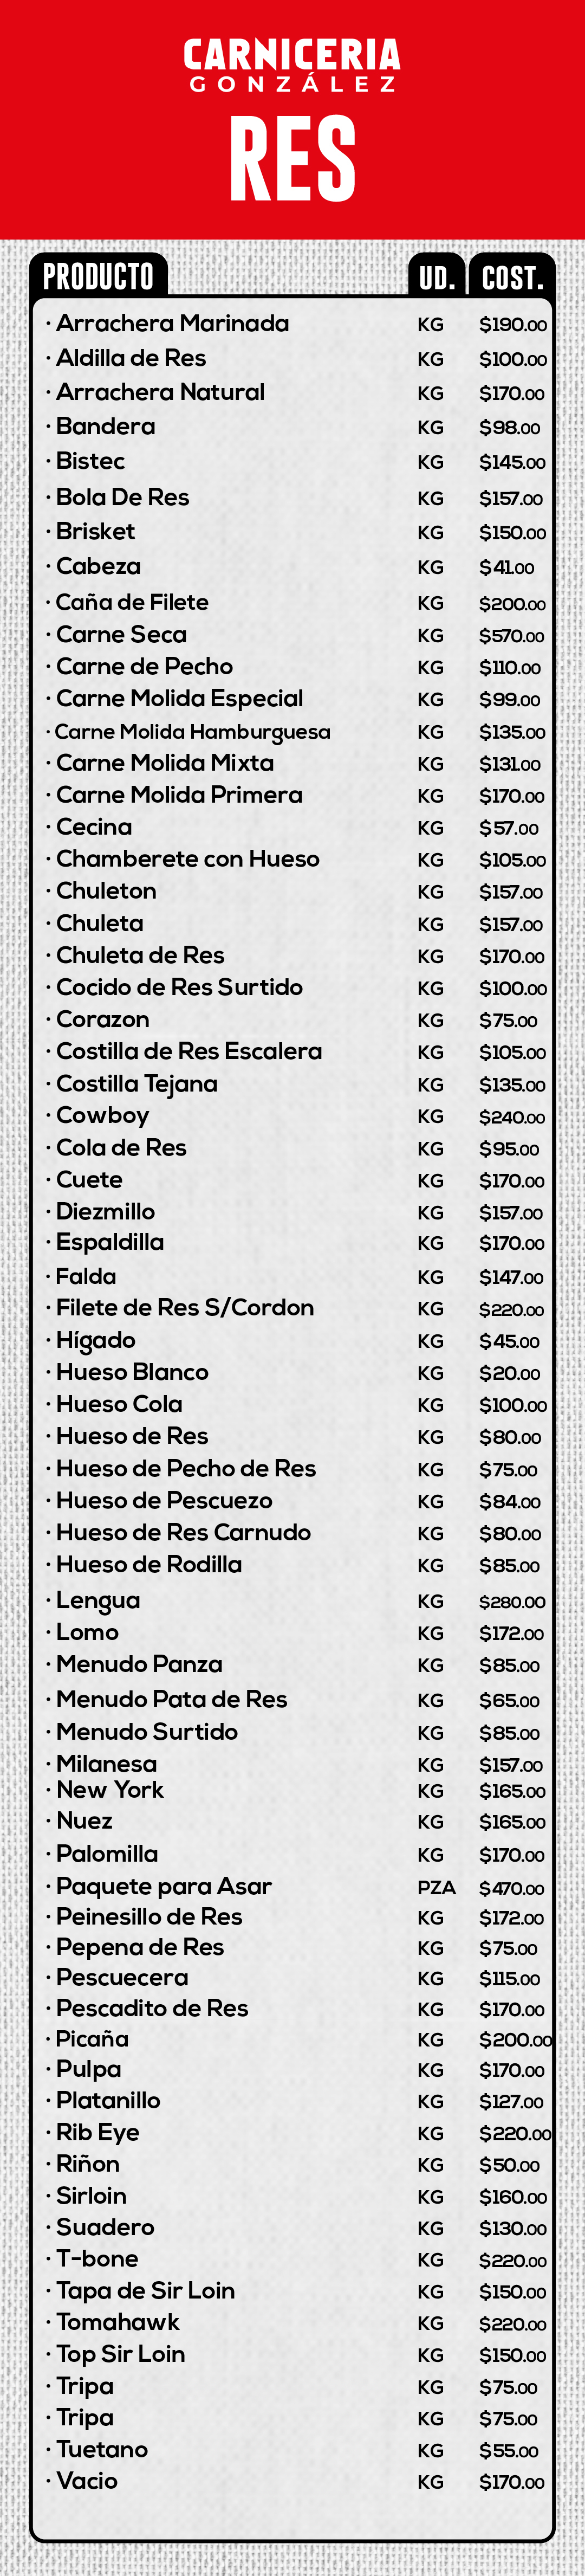 CARNICERIA
GONZÁLEZ
RES
PRODUCTO UD. COST.
· Arrachera Marinada KG $190.00
· Aldilla de Res KG $100.00
· Arrachera Natural KG $170.00
· Bandera KG $98.00
· Bistec KG $145.00
· Bola De Res KG $157.00
· Brisket KG $150.00
· Cabeza KG $41.00
· Caña de Filete KG $200.00
· Carne Seca KG $570.00
· Carne de Pecho KG $110.00
· Carne Molida Especial KG $99.00
· Carne Molida Hamburguesa KG $135.00
· Carne Molida Mixta KG $131.00
· Carne Molida Primera KG $170.00
· Cecina KG $57.00
· Chamberete con Hueso KG $105.00
· Chuleton KG $157.00
· Chuleta KG $157.00
· Chuleta de Res KG $170.00
· Cocido de Res Surtido KG $100.00
· Corazon KG $75.00
· Costilla de Res Escalera KG $105.00
· Costilla Tejana KG $135.00
· Cowboy KG $240.00
· Cola de Res KG $95.00
· Cuete KG $170.00
· Diezmillo KG $157.00
· Espaldilla KG $170.00
· Falda KG $147.00
· Filete de Res S/Cordon KG $220.00
· Hígado KG $45.00
· Hueso Blanco KG $20.00
· Hueso Cola KG $100.00
· Hueso de Res KG $80.00
· Hueso de Pecho de Res KG $75.00
· Hueso de Pescuezo KG $84.00
· Hueso de Res Carnudo KG $80.00
· Hueso de Rodilla KG $85.00
· Lengua KG $280.00
· Lomo KG $172.00
· Menudo Panza KG $85.00
· Menudo Pata de Res KG $65.00
· Menudo Surtido KG $85.00
· Milanesa KG $157.00
· New York KG $165.00
· Nuez KG $165.00
· Palomilla KG $170.00
· Paquete para Asar PZA $470.00
· Peinesillo de Res KG $172.00
· Pepena de Res KG $75.00
· Pescuecera KG $115.00
· Pescadito de Res KG $170.00
· Picaña KG $200.00
· Pulpa KG $170.00
· Platanillo KG $127.00
· Rib Eye KG $220.00
· Riñon KG $50.00
· Sirloin KG $160.00
· Suadero KG $130.00
· T-bone KG $220.00
· Tapa de Sir Loin KG $150.00
· Tomahawk KG $220.00
· Top Sir Loin KG $150.00
· Tripa KG $75.00
· Tripa KG $75.00
· Tuetano KG $55.00
· Vacio KG $170.00